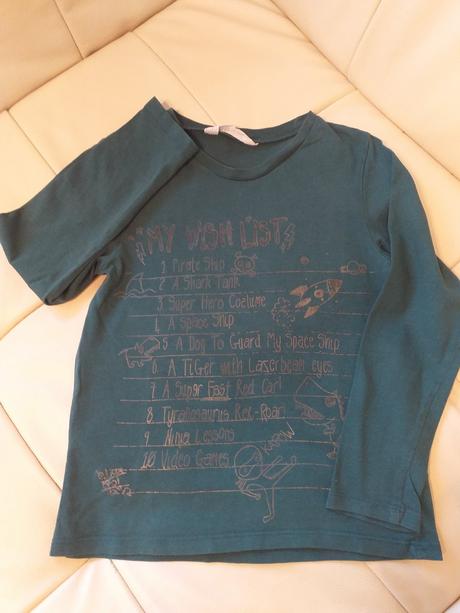 MY WISH LIST
1 Pirate Ship
2 A Shark Tank
3 Super Hero Costume
4 A Space Ship
5 A Dog To Guard My Space Ship
6 A TiGer with Laserbeam eyes
7 A Super Fast Red Car!
8 Tyranosaurus Rex-Roar!
9 Ninja Lessons
10 Video Games
KAPOW